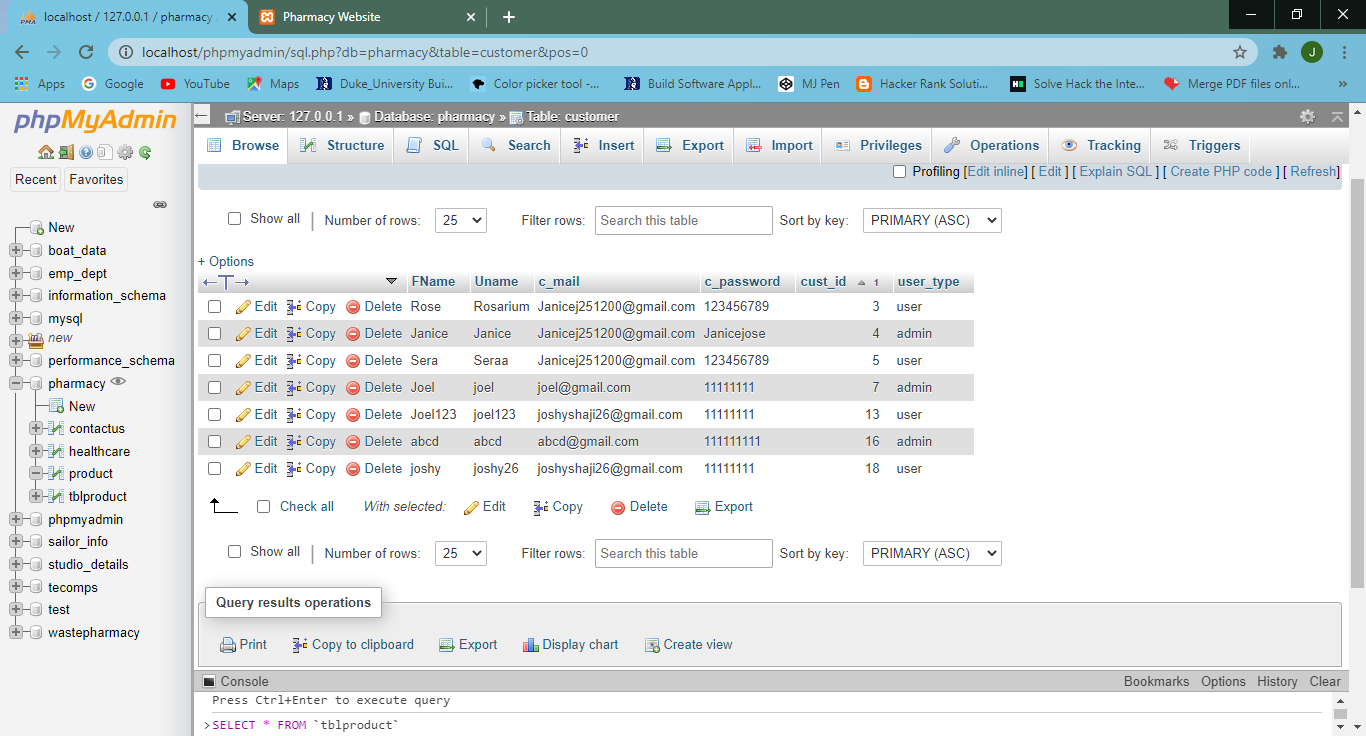 localhost / 127.0.0.1 / pharmacy
Pharmacy Website
localhost/phpmyadmin/sql.php?db=pharmacy&table=customer&pos=0
J
Apps Google YouTube Maps Duke_University Bui... Color picker tool -... Build Software Appl... MJ Pen Hacker Rank Soluti... Solve Hack the Inte... Merge PDF files onl... »
phpMyAdmin
Recent Favorites
New
boat_data
emp_dept
information_schema
mysql
new
performance_schema
pharmacy
New
contactus
healthcare
product
tblproduct
phpmyadmin
sailor_info
studio_details
tecomps
test
wastepharmacy
Server: 127.0.0.1 » Database: pharmacy » Table: customer
Browse Structure SQL Search Insert Export Import Privileges Operations Tracking Triggers
Profiling [Edit inline] [ Edit ] [ Explain SQL ] [ Create PHP code ] [ Refresh]
Show all Number of rows: 25 Filter rows: Search this table Sort by key: PRIMARY (ASC)
+ Options
FName Uname c_mail c_password cust_id 1 user_type
Edit Copy Delete Rose Rosarium Janicej251200@gmail.com 123456789 3 user
Edit Copy Delete Janice Janice Janicej251200@gmail.com Janicejose 4 admin
Edit Copy Delete Sera Seraa Janicej251200@gmail.com 123456789 5 user
Edit Copy Delete Joel joel joel@gmail.com 11111111 7 admin
Edit Copy Delete Joel123 joel123 joshyshaji26@gmail.com 11111111 13 user
Edit Copy Delete abcd abcd abcd@gmail.com 111111111 16 admin
Edit Copy Delete joshy joshy26 joshyshaji26@gmail.com 11111111 18 user
Check all With selected: Edit Copy Delete Export
Show all Number of rows: 25 Filter rows: Search this table Sort by key: PRIMARY (ASC)
Query results operations
Print Copy to clipboard Export Display chart Create view
Console Bookmarks Options History Clear
Press Ctrl+Enter to execute query
>SELECT * FROM `tblproduct`